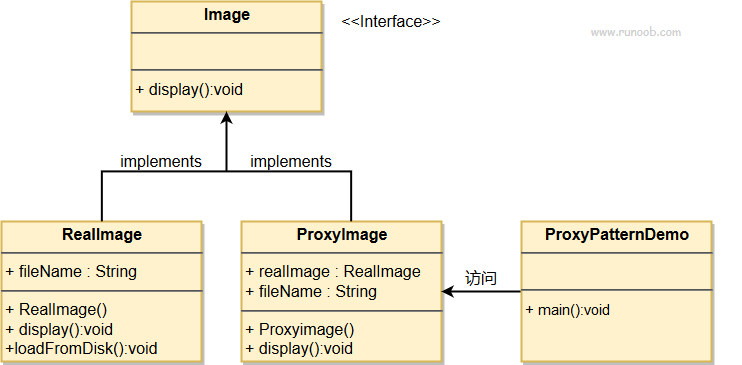 Image
<<Interface>>
www.runoob.com
+ display():void
implements
implements
RealImage
+ fileName : String
+ RealImage()
+ display():void
+loadFromDisk():void
ProxyImage
+ realImage : RealImage
+ fileName : String
+ Proxyimage()
+ display():void
访问
ProxyPatternDemo
+ main():void